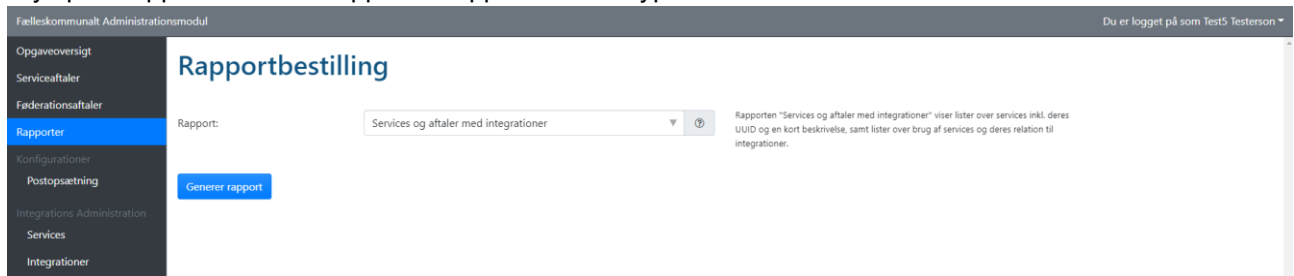 Fælleskommunalt Administrationsmodul
Du er logget på som Test5 Testerson
Opgaveoversigt
Serviceaftaler
Føderationsaftaler
Rapporter
Konfigurationer
Postopsætning
Integrations Administration
Services
Integrationer
Rapportbestilling
Rapport:
Services og aftaler med integrationer
Rapporten "Services og aftaler med integrationer" viser lister over services inkl. deres
UUID og en kort beskrivelse, samt lister over brug af services og deres relation til
integrationer.
Generer rapport